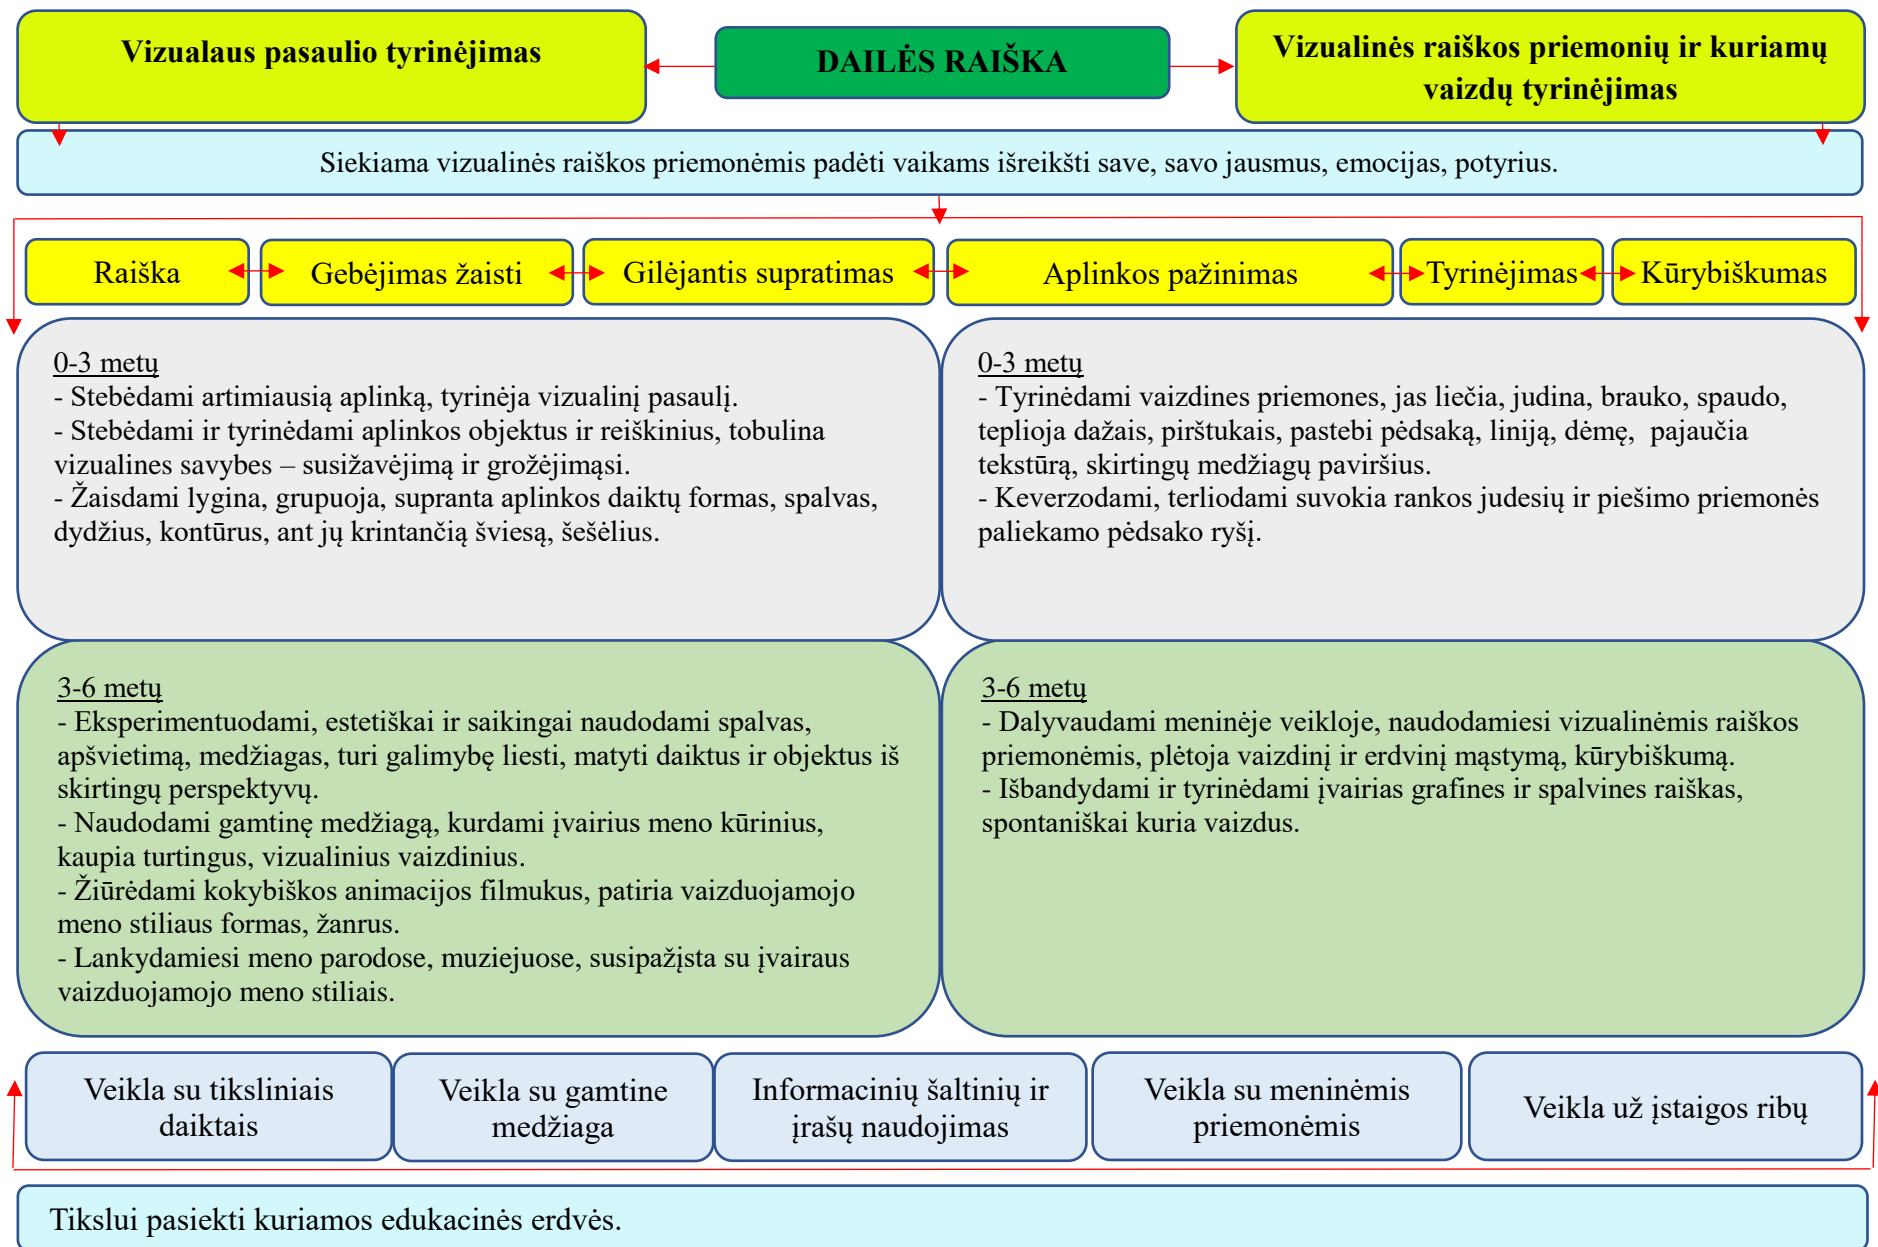 Vizualaus pasaulio tyrinėjimas
DAILĖS RAIŠKA
Vizualinės raiškos priemonių ir kuriamų
vaizdų tyrinėjimas
Siekiama vizualinės raiškos priemonėmis padėti vaikams išreikšti save, savo jausmus, emocijas, potyrius.
Raiška
Gebėjimas žaisti
Gilėjantis supratimas
Aplinkos pažinimas
Tyrinėjimas
Kūrybiškumas
0-3 metų
- Stebėdami artimiausią aplinką, tyrinėja vizualinį pasaulį.
- Stebėdami ir tyrinėdami aplinkos objektus ir reiškinius, tobulina
vizualines savybes – susižavėjimą ir grožėjimąsi.
- Žaisdami lygina, grupuoja, supranta aplinkos daiktų formas, spalvas,
dydžius, kontūrus, ant jų krintančią šviesą, šešėlius.
0-3 metų
- Tyrinėdami vaizdines priemones, jas liečia, judina, brauko, spaudo,
teplioja dažais, pirštukais, pastebi pėdsaką, liniją, dėmę, pajaučia
tekstūrą, skirtingų medžiagų paviršius.
- Keverzodami, terliodami suvokia rankos judesių ir piešimo priemonės
paliekamo pėdsako ryšį.
3-6 metų
- Eksperimentuodami, estetiškai ir saikingai naudodami spalvas,
apšvietimą, medžiagas, turi galimybę liesti, matyti daiktus ir objektus iš
skirtingų perspektyvų.
- Naudodami gamtinę medžiagą, kurdami įvairius meno kūrinius,
kaupia turtingus, vizualinius vaizdinius.
- Žiūrėdami kokybiškos animacijos filmukus, patiria vaizduojamojo
meno stiliaus formas, žanrus.
- Lankydamiesi meno parodose, muziejuose, susipažįsta su įvairaus
vaizduojamojo meno stiliais.
3-6 metų
- Dalyvaudami meninėje veikloje, naudodamiesi vizualinėmis raiškos
priemonėmis, plėtoja vaizdinį ir erdvinį mąstymą, kūrybiškumą.
- Išbandydami ir tyrinėdami įvairias grafines ir spalvines raiškas,
spontaniškai kuria vaizdus.
Veikla su tiksliniais
daiktais
Veikla su gamtine
medžiaga
Informacinių šaltinių ir
įrašų naudojimas
Veikla su meninėmis
priemonėmis
Veikla už įstaigos ribų
Tikslui pasiekti kuriamos edukacinės erdvės.